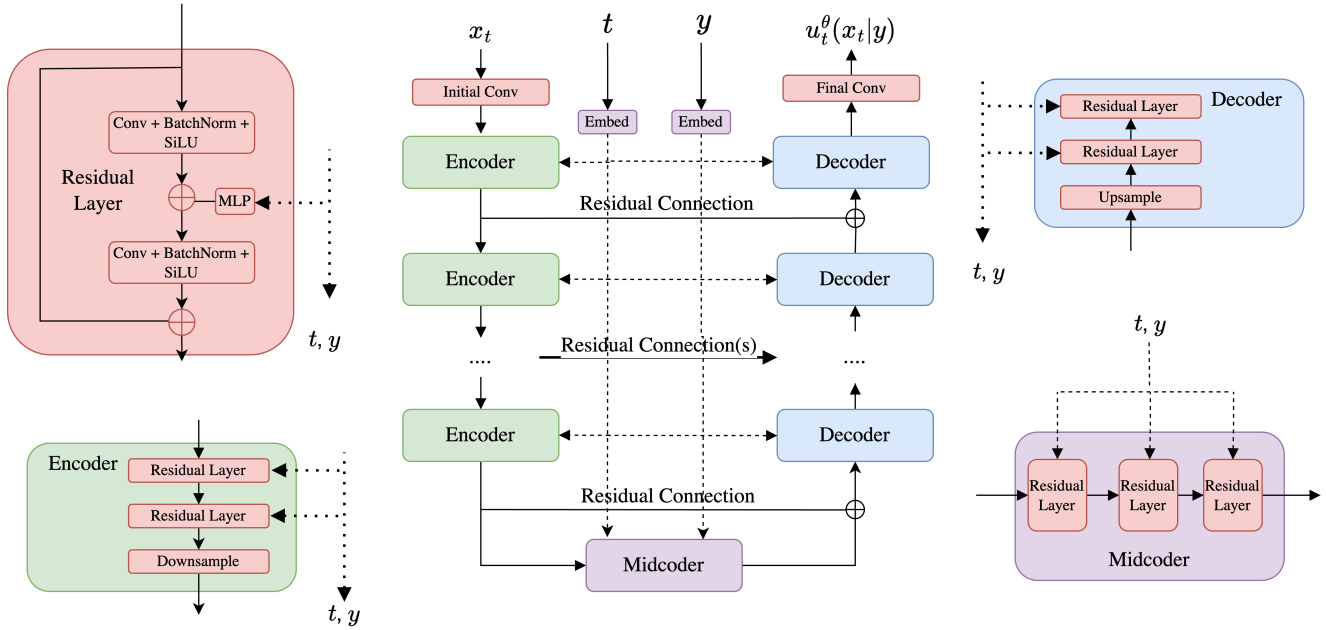 Conv + BatchNorm +
SiLU
Residual
Layer
MLP
Conv + BatchNorm +
SiLU
t, y
Encoder
Residual Layer
Residual Layer
Downsample
t, y
x_t
t
y
u_t^θ(x_t|y)
Initial Conv
Embed
Embed
Final Conv
Encoder
Decoder
Residual Connection
Encoder
Decoder
....
Residual Connection(s)
....
Encoder
Decoder
Residual Connection
Midcoder
Decoder
Residual Layer
Residual Layer
Upsample
t, y
t, y
Residual
Layer
Residual
Layer
Residual
Layer
Midcoder